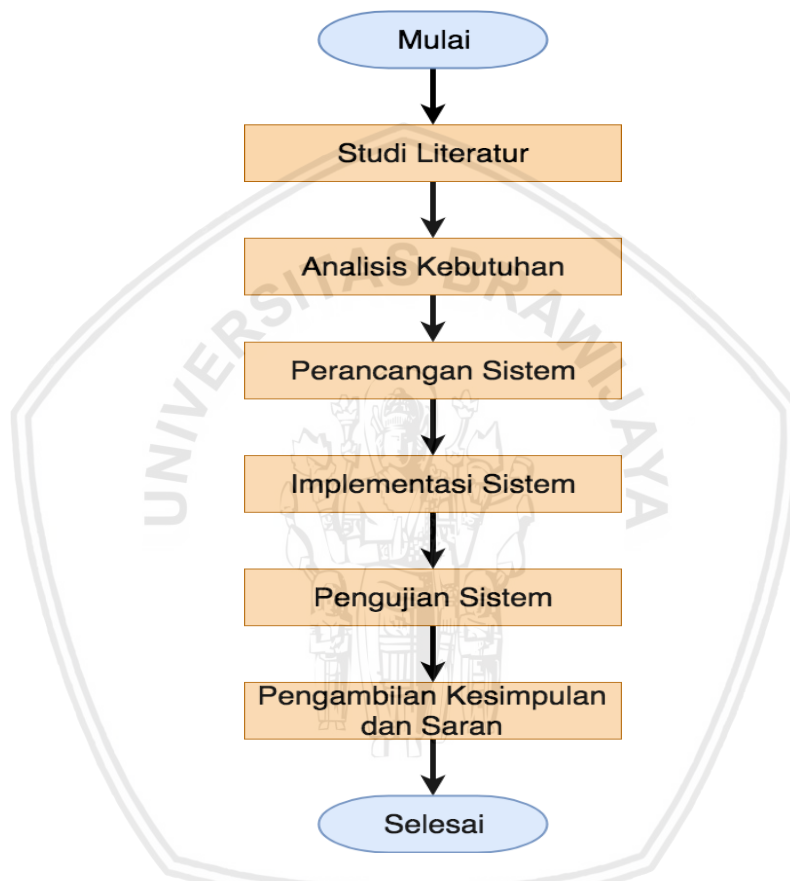 Mulai
Studi Literatur
Analisis Kebutuhan
UNIVERSITAS BRAWIJAYA
Perancangan Sistem
Implementasi Sistem
Pengujian Sistem
Pengambilan Kesimpulan
dan Saran
Selesai